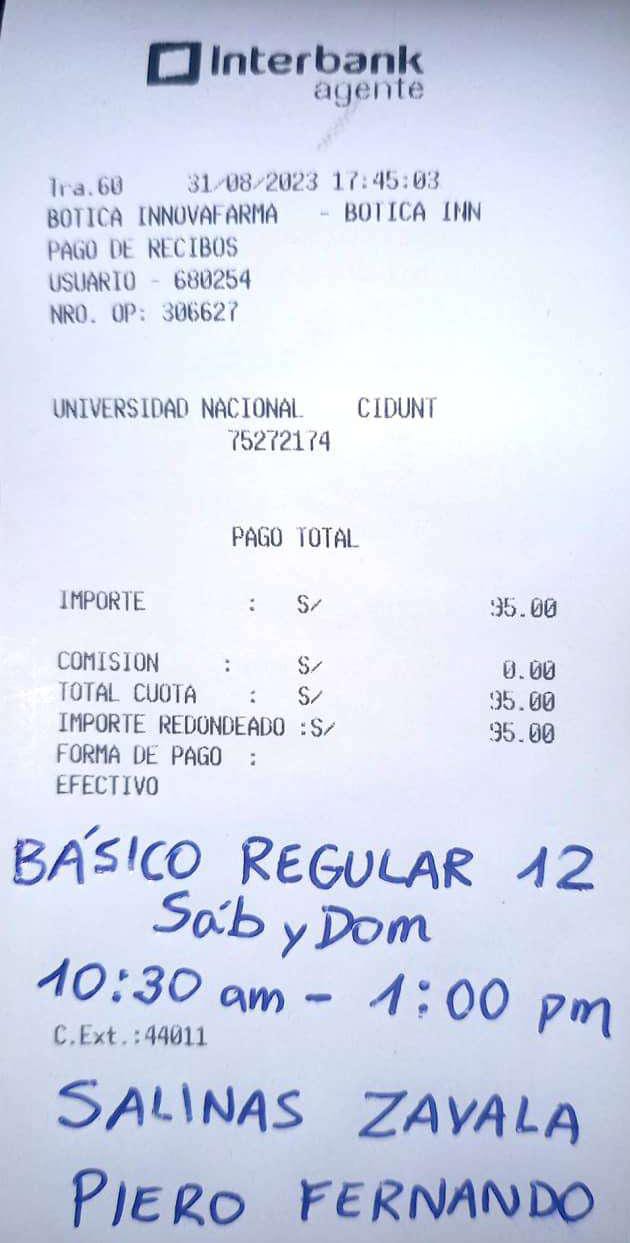 Interbank
agente
Tra.60 31/08/2023 17:45:03
BOTICA INNOVAFARMA - BOTICA INN
PAGO DE RECIBOS
USUARIO - 680254
NRO. OP: 306627
UNIVERSIDAD NACIONAL CIDUNT
75272174
PAGO TOTAL
IMPORTE : S/ 95.00
COMISION : S/ 0.00
TOTAL CUOTA : S/ 95.00
IMPORTE REDONDEADO :S/ 95.00
FORMA DE PAGO :
EFECTIVO
BÁSICO REGULAR 12
Sáb y Dom
10:30 am - 1:00 pm
C.Ext.:44011
SALINAS ZAVALA
PIERO FERNANDO